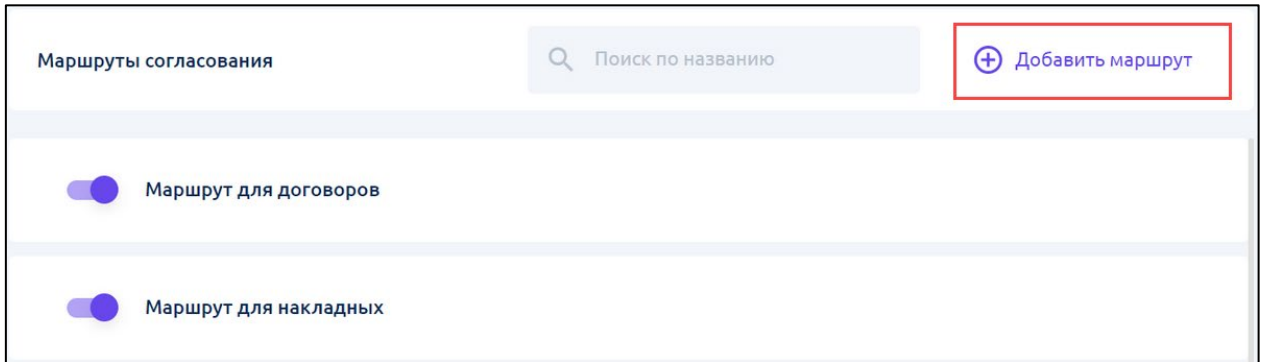 Маршруты согласования
Поиск по названию
Добавить маршрут
Маршрут для договоров
Маршрут для накладных